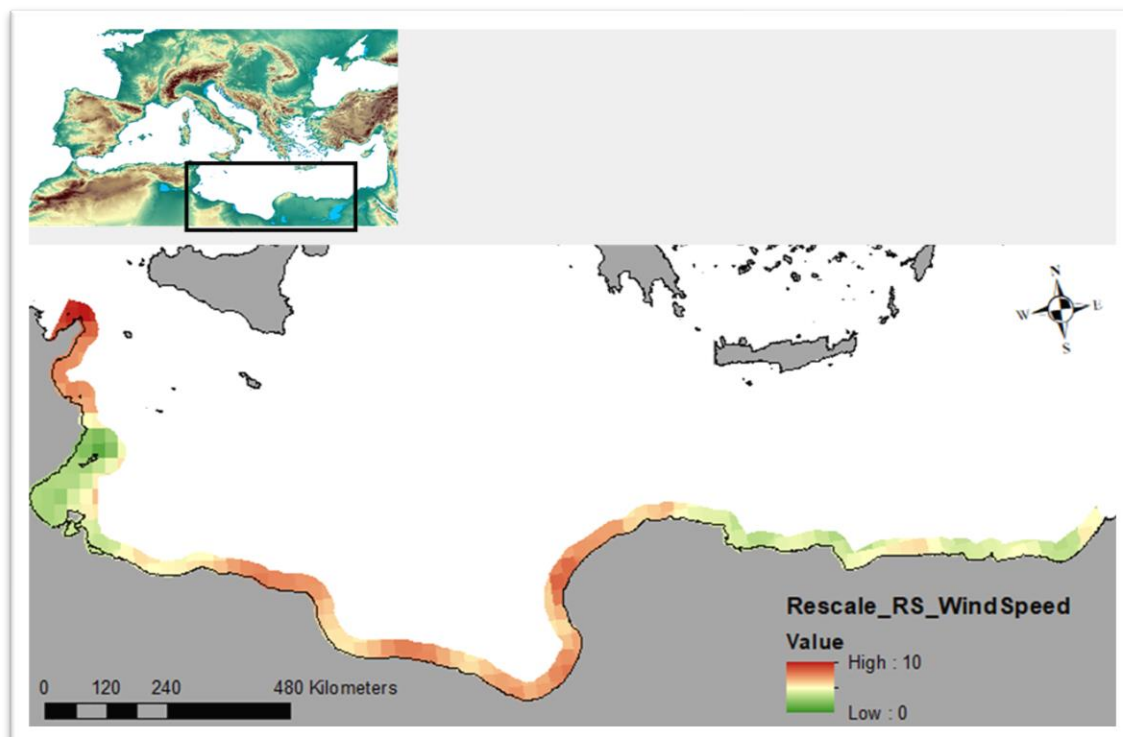 N
W E
S
Rescale_RS_WindSpeed
Value
High : 10
Low : 0
0 120 240 480 Kilometers